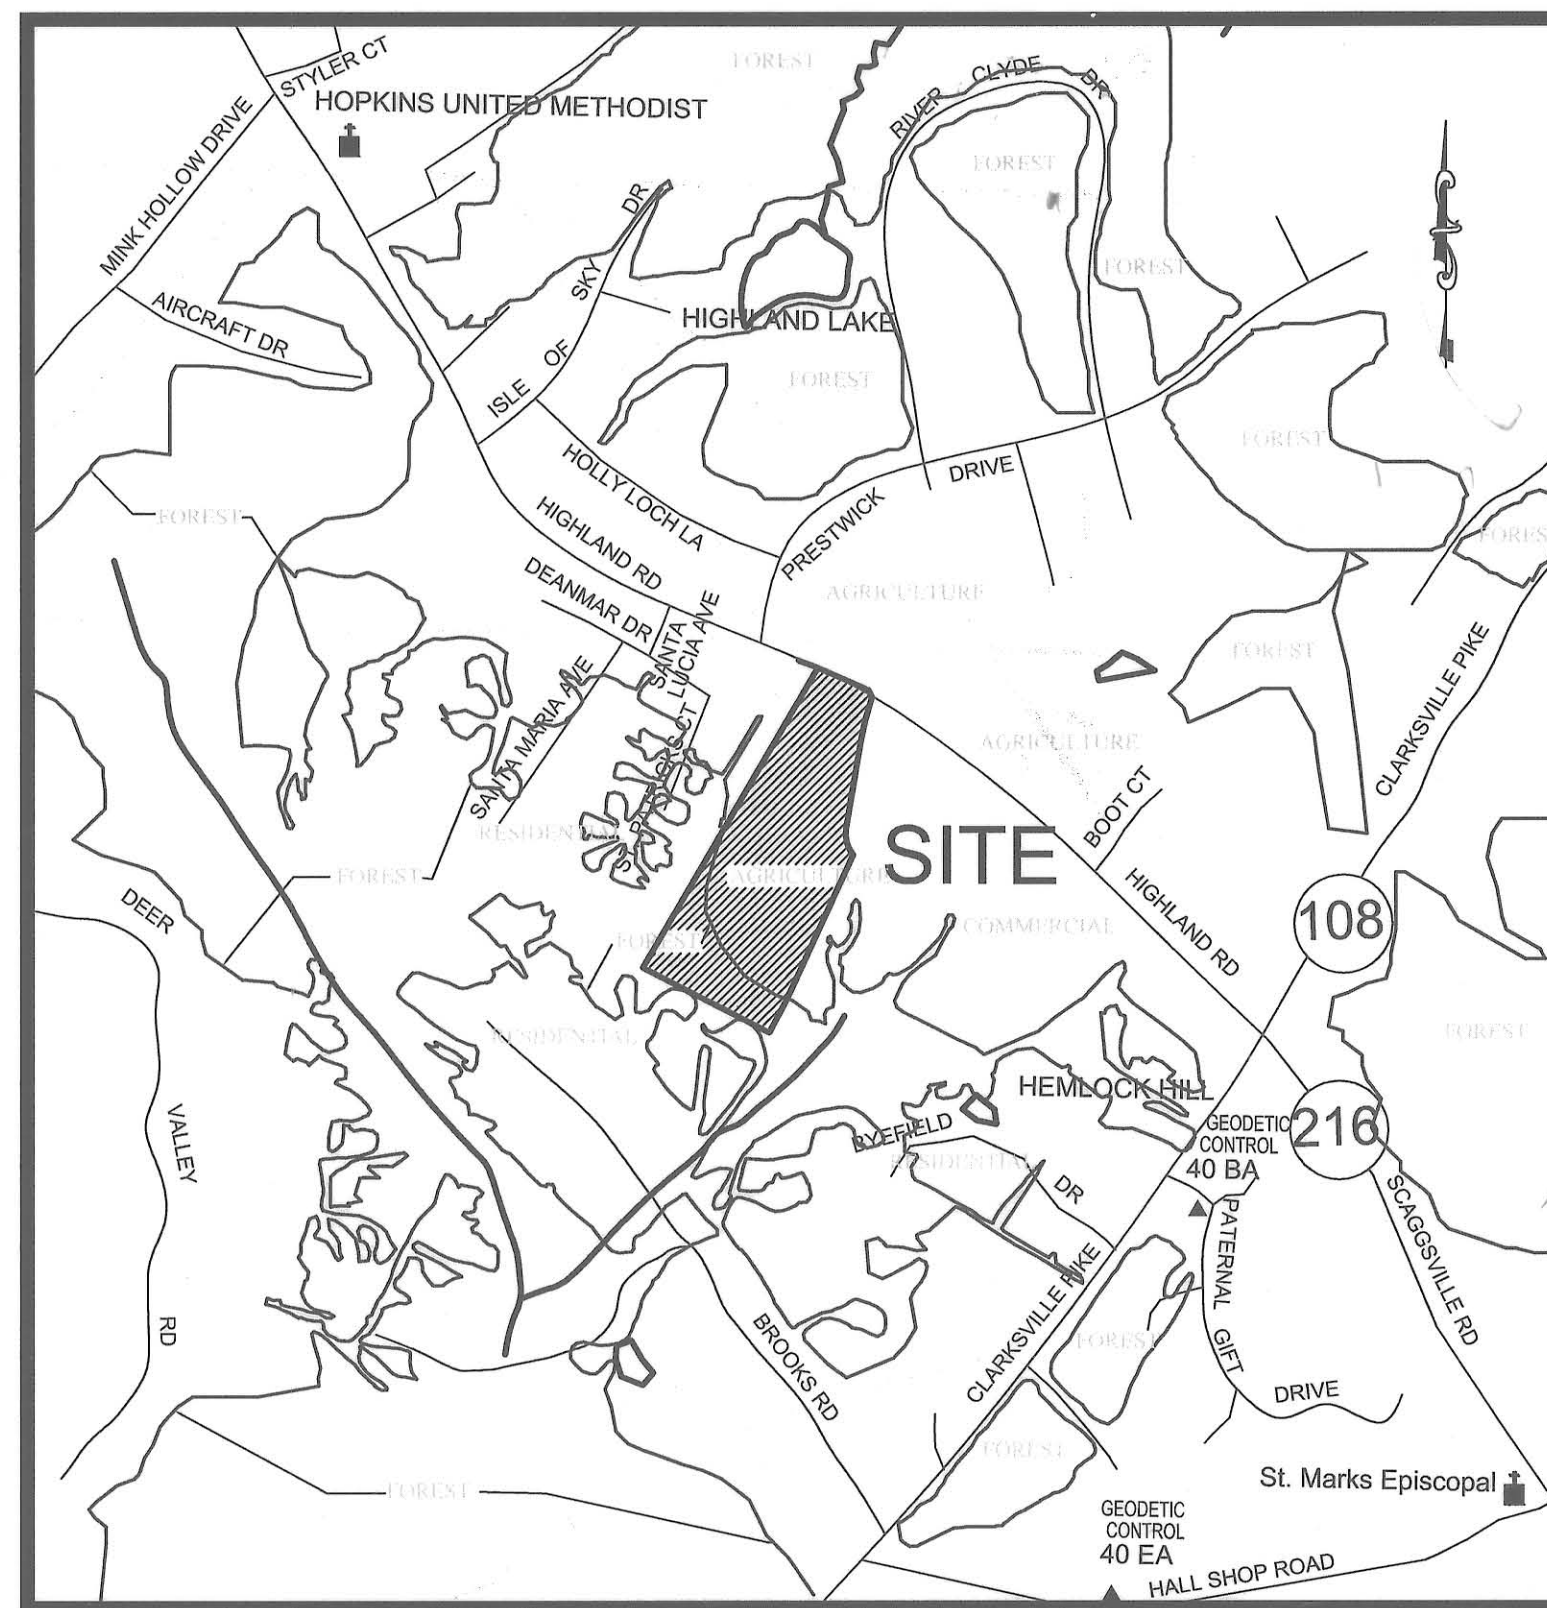 STYLER CT
FOREST
CLYDE
DR
RIVER
HOPKINS UNITED METHODIST
MINK HOLLOW DRIVE
FOREST
DR
SKY
OF
ISLE
FOREST
AIRCRAFT DR
HIGHLAND LAKE
FOREST
FOREST
HOLLY LOCH LA
DRIVE
PRESTWICK
FOREST
HIGHLAND RD
FOREST
DEANMAR DR
AGRICULTURE
SANTA
LUCIA AVE
FOREST
SANTA MARIA AVE
CLARKSVILLE PIKE
AGRICULTURE
BOOT CT
RESIDENTIAL
SITE
FOREST
AGRICULTURE
HIGHLAND RD
108
DEER
FOREST
COMMERCIAL
RESIDENTIAL
FOREST
HEMLOCK HILL
VALLEY
RD
BYEFIELD
DR
RESIDENTIAL
GEODETIC
CONTROL
40 BA
216
SCAGGSVILLE RD
PATERNAL
GIFT
DRIVE
BROOKS RD
CLARKSVILLE PIKE
FOREST
FOREST
FOREST
St. Marks Episcopal
GEODETIC
CONTROL
40 EA
HALL SHOP ROAD